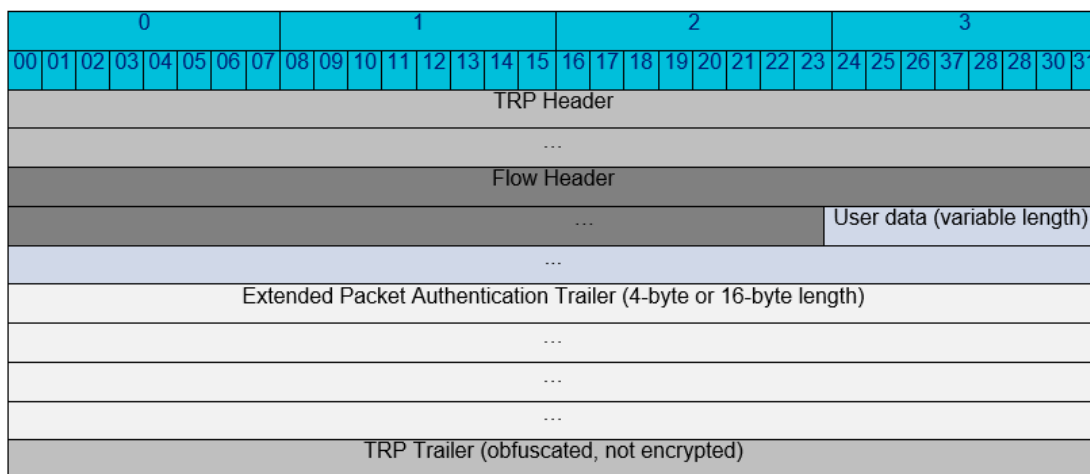 0 1 2 3
00 01 02 03 04 05 06 07 08 09 10 11 12 13 14 15 16 17 18 19 20 21 22 23 24 25 26 37 28 28 30 31
TRP Header
...
Flow Header
... User data (variable length)
...
Extended Packet Authentication Trailer (4-byte or 16-byte length)
...
...
...
TRP Trailer (obfuscated, not encrypted)